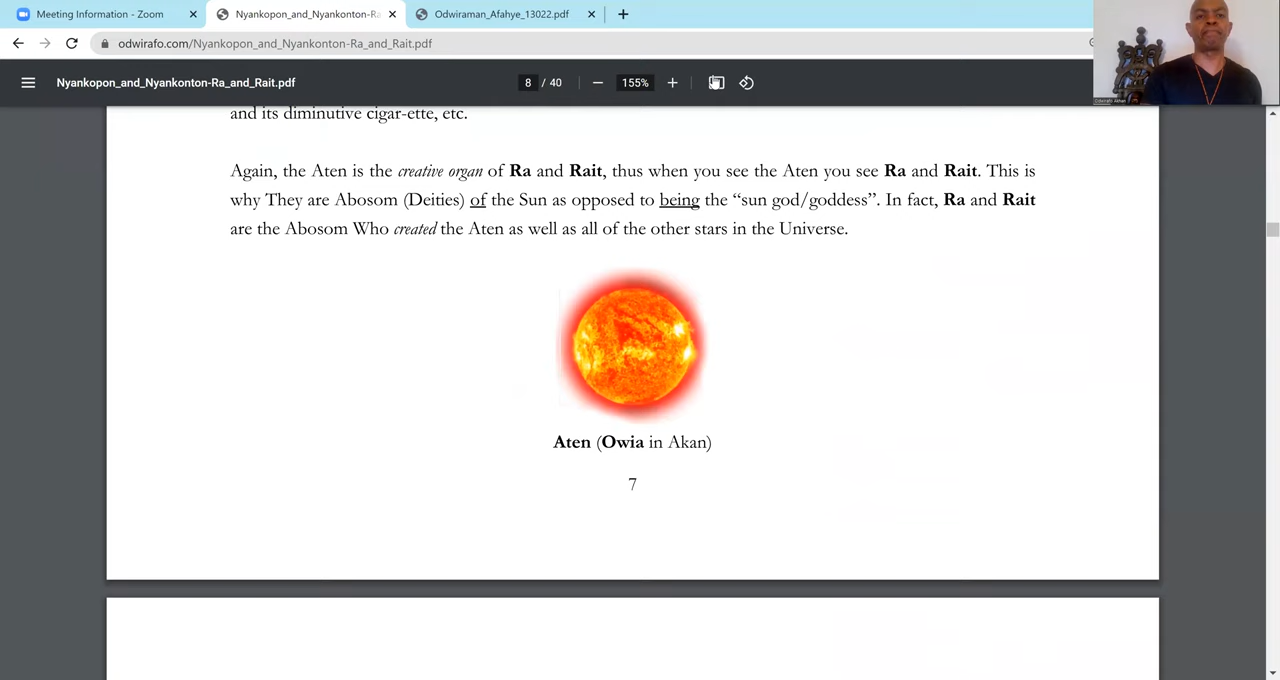 Meeting Information - Zoom
Nyankopon_and_Nyankonton-Ra
Odwiraman_Afahye_13022.pdf
odwirafo.com/Nyankopon_and_Nyankonton-Ra_and_Rait.pdf
Nyankopon_and_Nyankonton-Ra_and_Rait.pdf
8 / 40
155%
and its diminutive cigar-ette, etc.
Again, the Aten is the creative organ of Ra and Rait, thus when you see the Aten you see Ra and Rait. This is
why They are Abosom (Deities) of the Sun as opposed to being the “sun god/goddess”. In fact, Ra and Rait
are the Abosom Who created the Aten as well as all of the other stars in the Universe.
Aten (Owia in Akan)
7